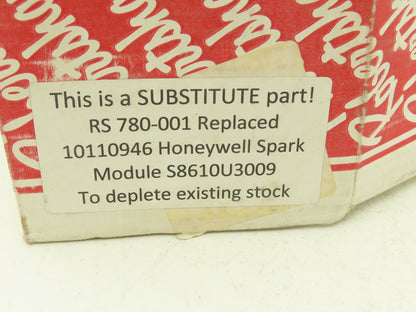 This is a SUBSTITUTE part!
RS 780-001 Replaced
10110946 Honeywell Spark
Module S8610U3009
To deplete existing stock